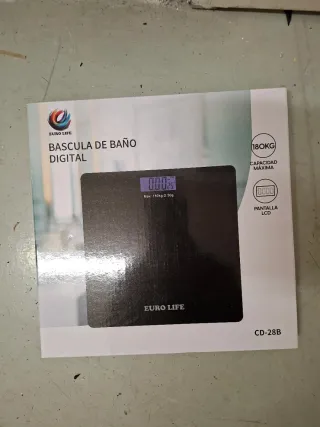 EURO LIFE
BASCULA DE BAÑO
DIGITAL
180KG
CAPACIDAD
MÁXIMA
PANTALLA
LCD
EURO LIFE
CD-28B